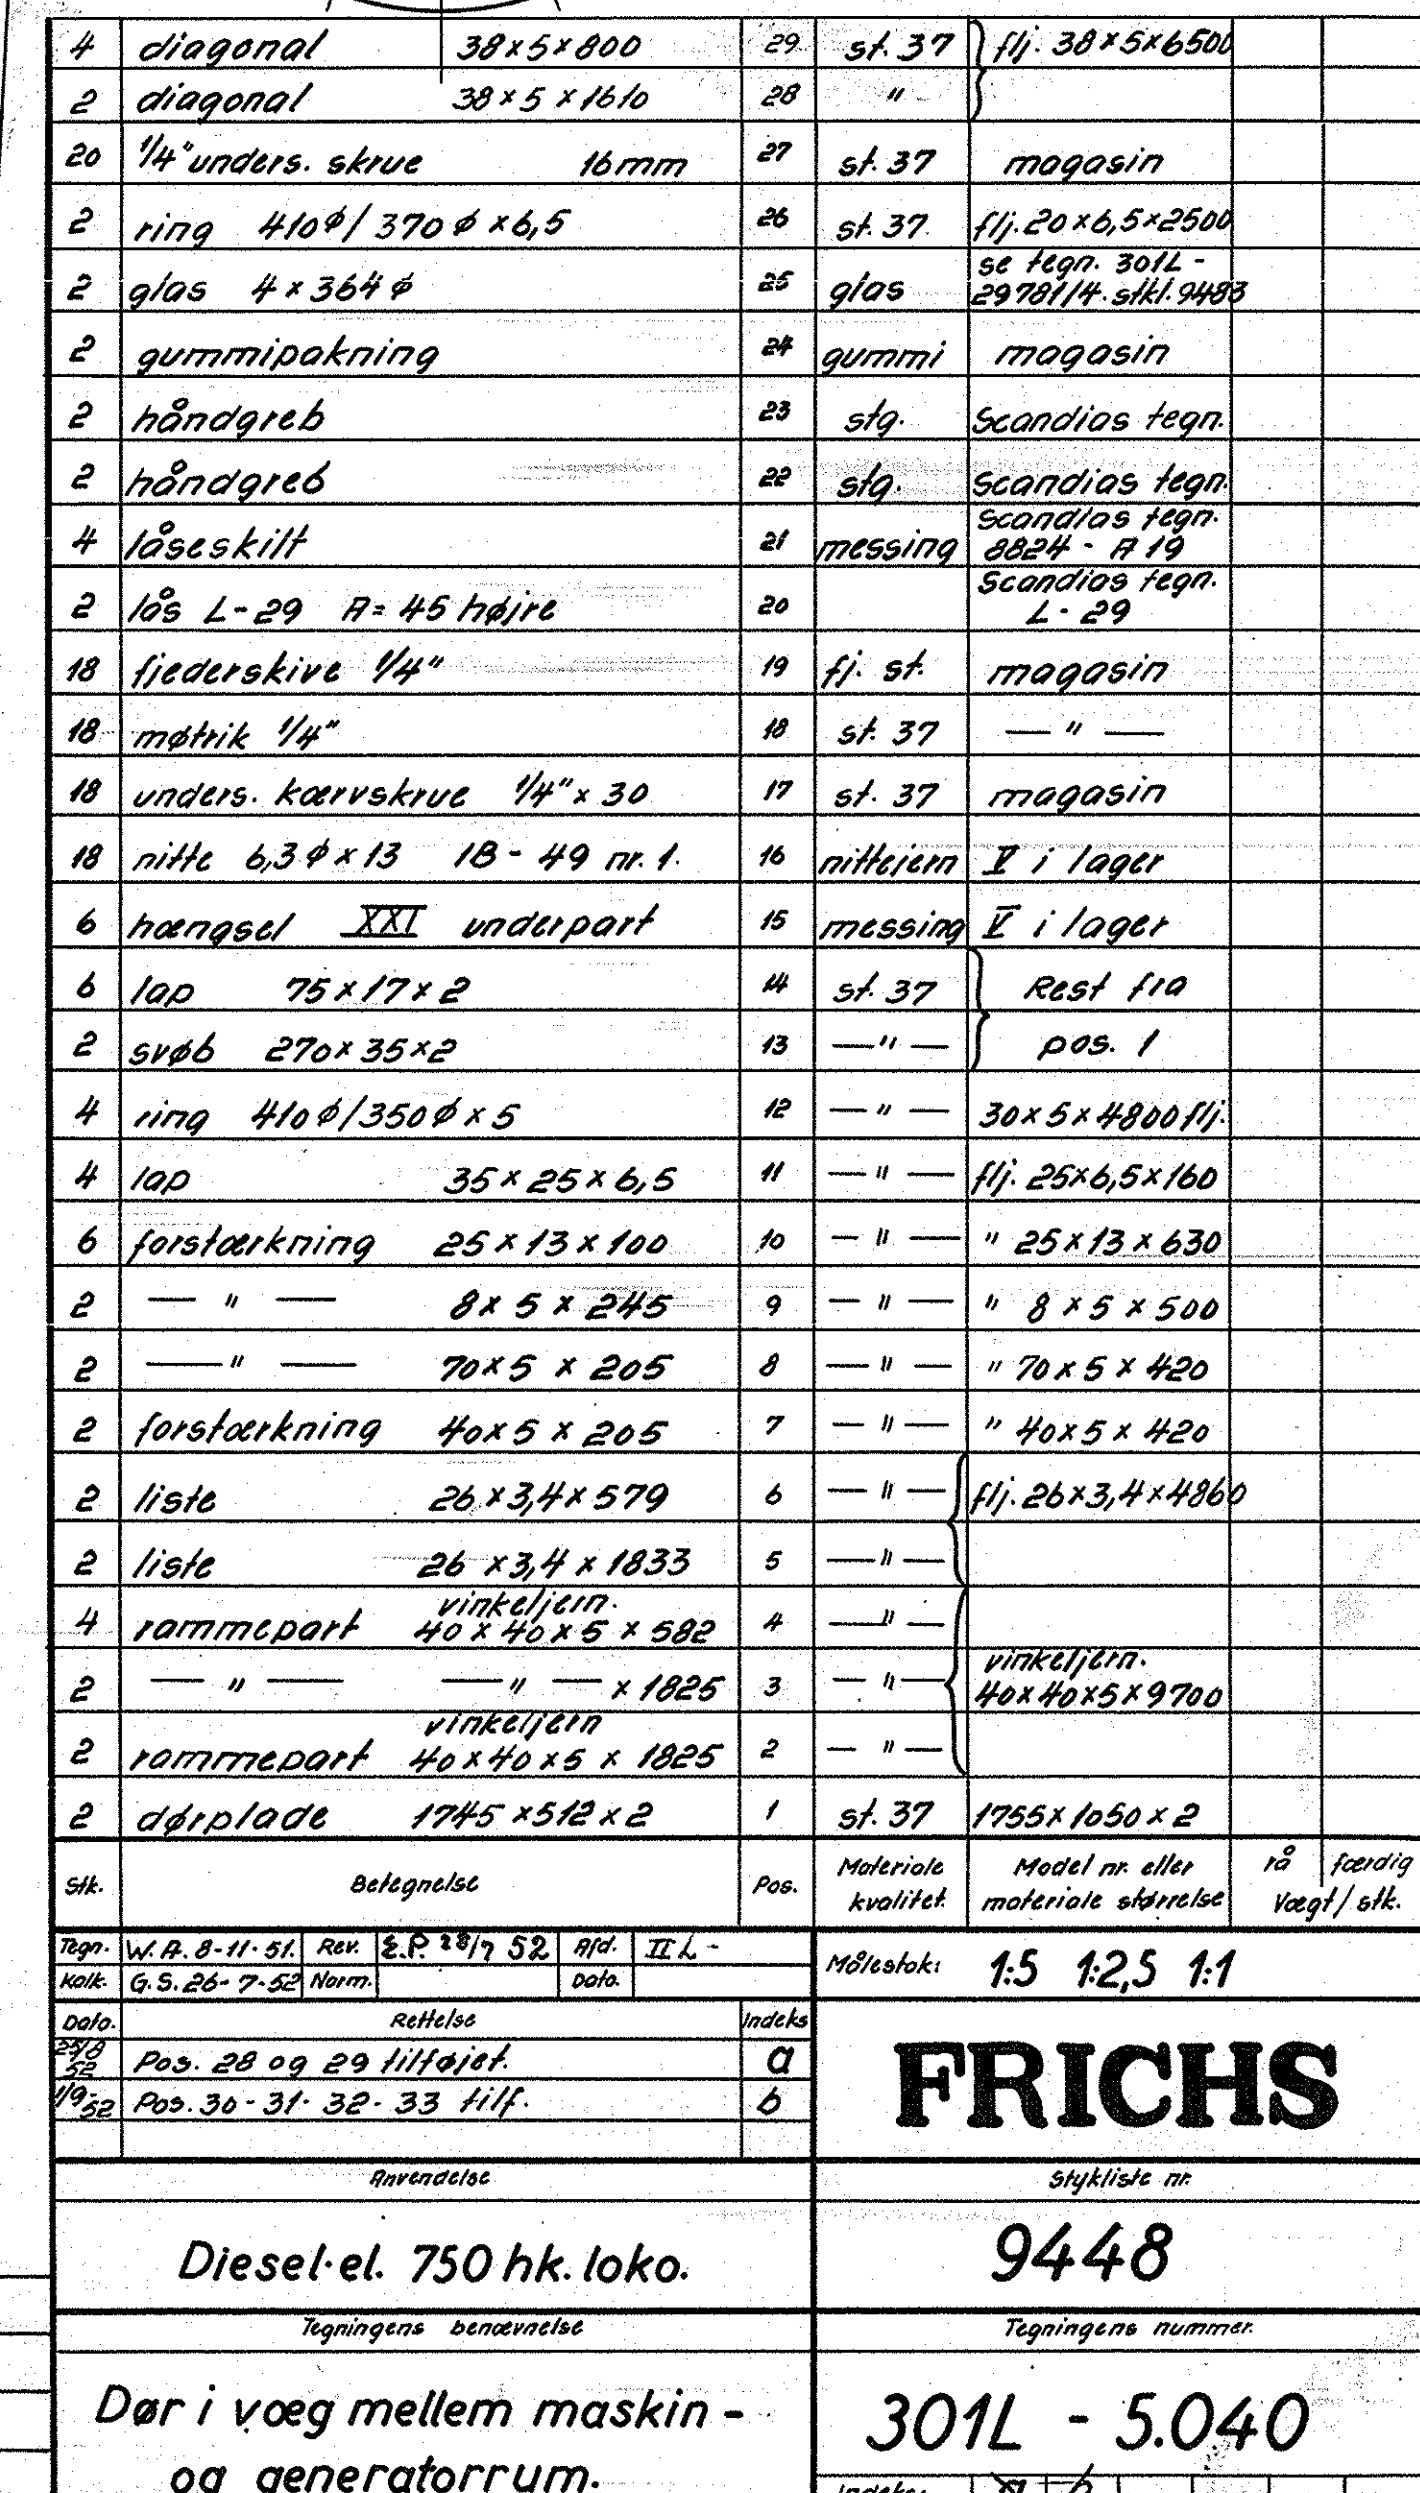 4 diagonal 38×5×800 29 st. 37 flj. 38×5×6500
2 diagonal 38×5×1610 28 "
20 1/4" unders. skrue 16mm 27 st. 37 magasin
2 ring 410φ/370φ×6,5 26 st. 37 flj. 20×6,5×2500
2 glas 4×364φ 25 glas se tegn. 301L -
29781/4. stkl. 9483
2 gummipakning 24 gummi magasin
2 håndgreb 23 stg. Scandias tegn.
2 håndgreb 22 stg. Scandias tegn.
4 låseskilt 21 messing Scandias tegn.
8824 - A 19
2 lås L-29 A=45 højre 20 Scandias tegn.
L-29
18 fjederskive 1/4" 19 fj. st. magasin
18 møtrik 1/4" 18 st. 37 — " —
18 unders. kærvskrue 1/4"×30 17 st. 37 magasin
18 nitte 6,3φ×13 1B-49 nr. 1. 16 nittejern V i lager
6 hængsel XXI underpart 15 messing V i lager
6 lap 75×17×2 14 st. 37 Rest fra
2 svøb 270×35×2 13 — " — pos. 1
4 ring 410φ/350φ×5 12 — " — 30×5×4800 flj.
4 lap 35×25×6,5 11 — " — flj. 25×6,5×160
6 forstærkning 25×13×100 10 — " — " 25×13×630
2 — " — 8×5×245 9 — " — " 8×5×500
2 — " — 70×5×205 8 — " — " 70×5×420
2 forstærkning 40×5×205 7 — " — " 40×5×420
2 liste 26×3,4×579 6 — " — flj. 26×3,4×4860
2 liste 26×3,4×1833 5 — " —
vinkeljern.
4 rammepart 40×40×5×582 4 — " —
vinkeljern.
2 — " — — " — ×1825 3 — " — 40×40×5×9700
vinkeljern
2 rammepart 40×40×5×1825 2 — " —
2 dørplade 1745×512×2 1 st. 37 1755×1050×2
Stk. Betegnelse Pos. Materiale kvalitet. Model nr. eller materiale størrelse rå færdig Vægt/stk.
Tegn. W.A. 8-11-51. Rev. E.P. 28/7 52 Afd. II L -
Kalk. G.S. 26-7-52 Norm. Dato.
Målestok: 1:5 1:2,5 1:1
Dato. Rettelse Indeks
25/8 52 Pos. 28 og 29 tilføjet. a
1/9-52 Pos. 30-31-32-33 tilf. b
FRICHS
Anvendelse
Diesel-el. 750 hk. loko.
Stykliste nr.
9448
Tegningens benævnelse
Dør i væg mellem maskin-
og generatorrum.
Tegningens nummer.
301L - 5.040
Indeks: a b